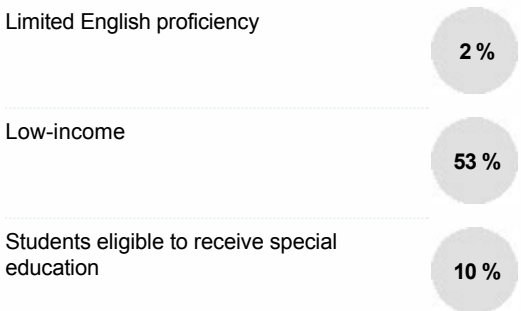 Limited English proficiency
2 %
Low-income
53 %
Students eligible to receive special
education
10 %